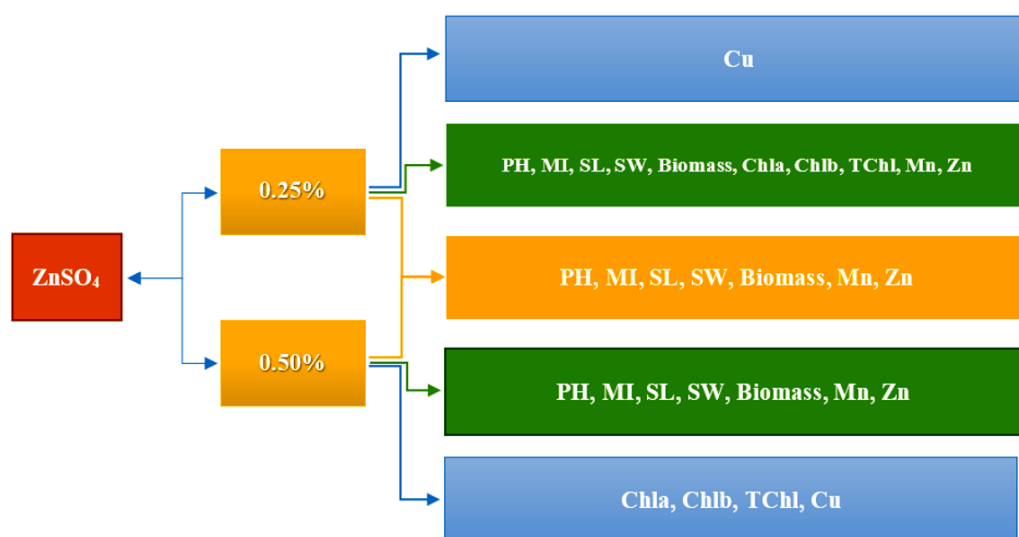 Cu
PH, MI, SL, SW, Biomass, Chla, Chlb, TChl, Mn, Zn
0.25%
ZnSO₄
PH, MI, SL, SW, Biomass, Mn, Zn
0.50%
PH, MI, SL, SW, Biomass, Mn, Zn
Chla, Chlb, TChl, Cu